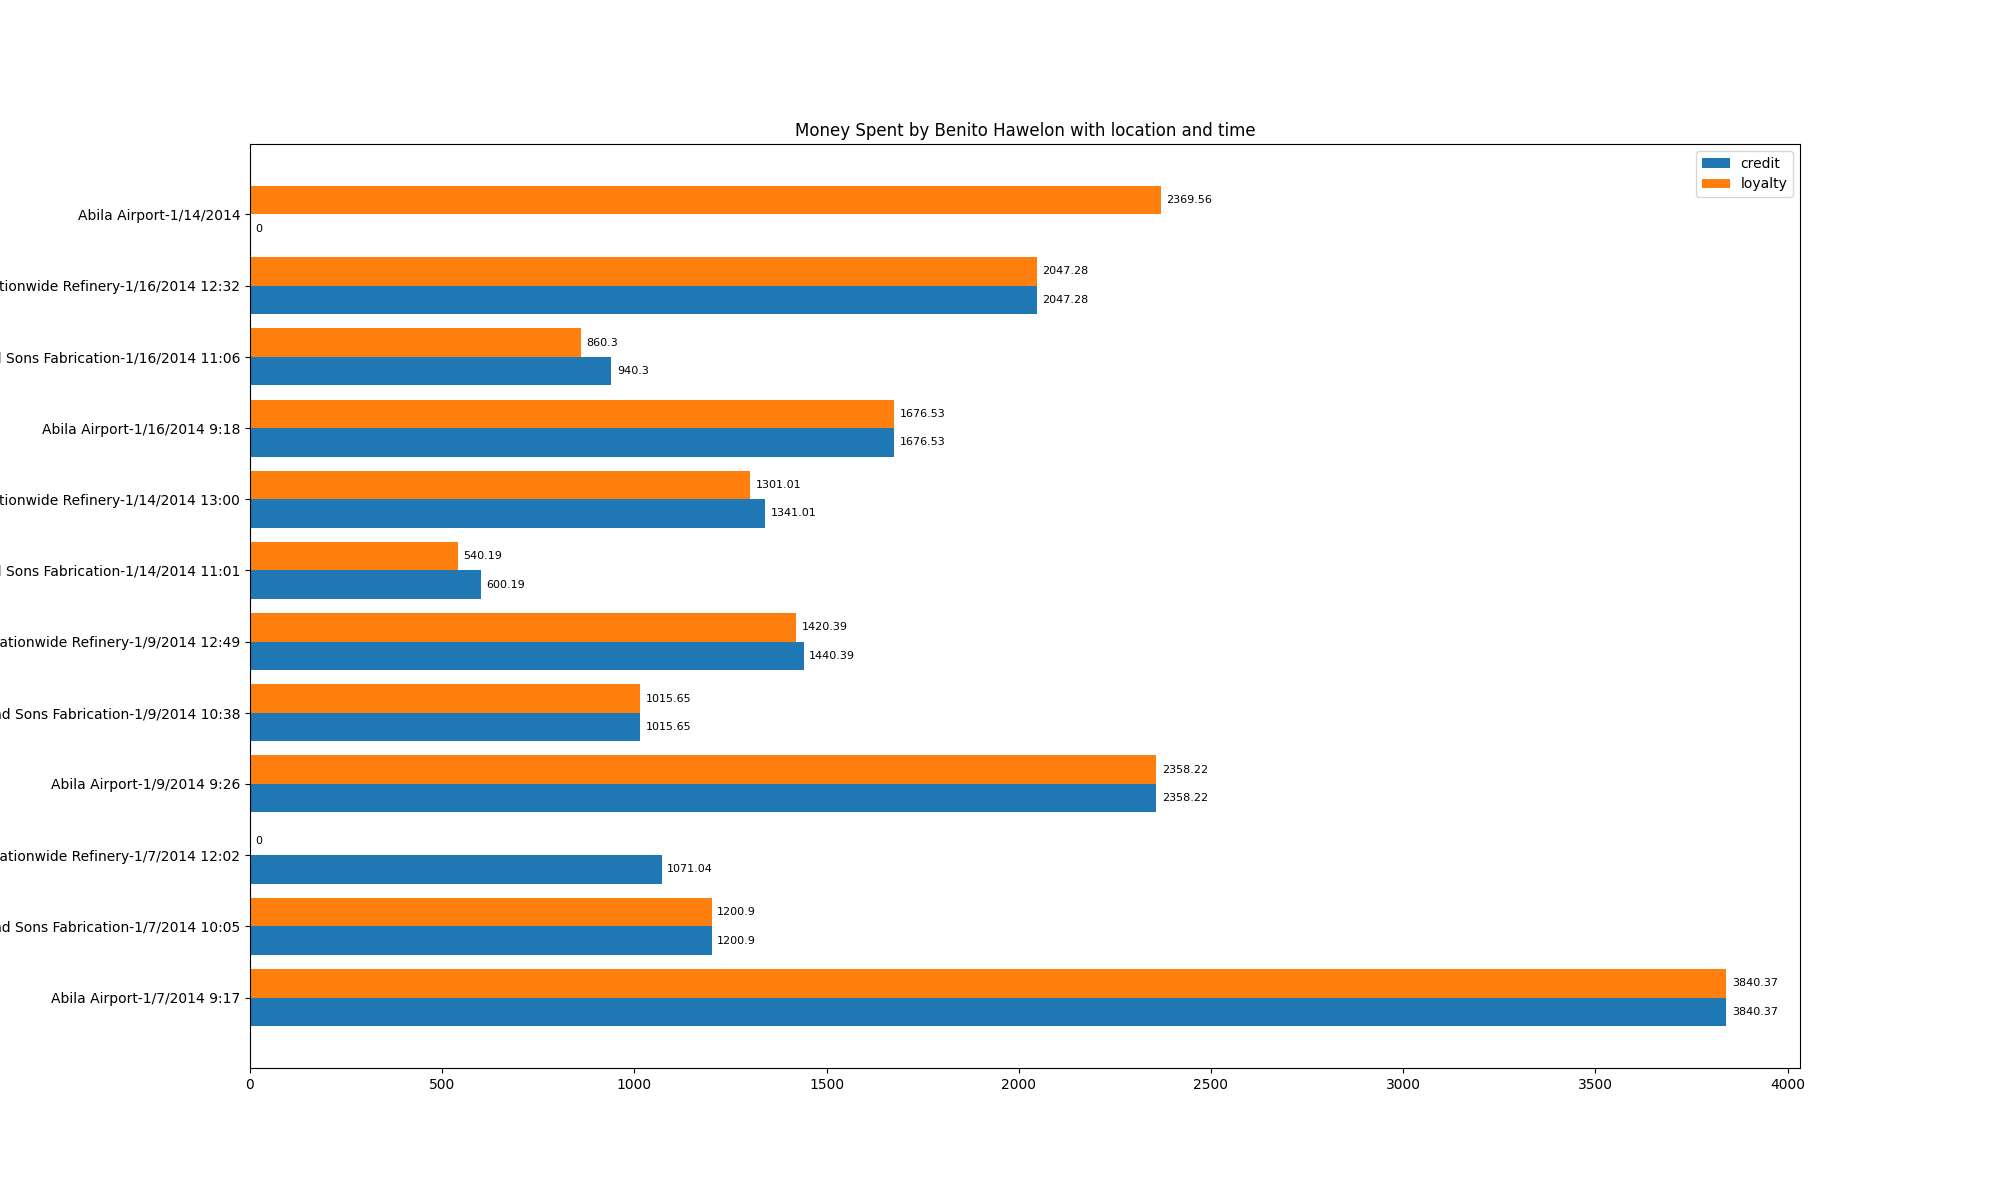 Money Spent by Benito Hawelon with location and time
credit
loyalty
Abila Airport-1/14/2014
2369.56
0
tionwide Refinery-1/16/2014 12:32
2047.28
2047.28
Sons Fabrication-1/16/2014 11:06
860.3
940.3
Abila Airport-1/16/2014 9:18
1676.53
1676.53
tionwide Refinery-1/14/2014 13:00
1301.01
1341.01
Sons Fabrication-1/14/2014 11:01
540.19
600.19
ationwide Refinery-1/9/2014 12:49
1420.39
1440.39
d Sons Fabrication-1/9/2014 10:38
1015.65
1015.65
Abila Airport-1/9/2014 9:26
2358.22
2358.22
ationwide Refinery-1/7/2014 12:02
0
1071.04
d Sons Fabrication-1/7/2014 10:05
1200.9
1200.9
Abila Airport-1/7/2014 9:17
3840.37
3840.37
0 500 1000 1500 2000 2500 3000 3500 4000